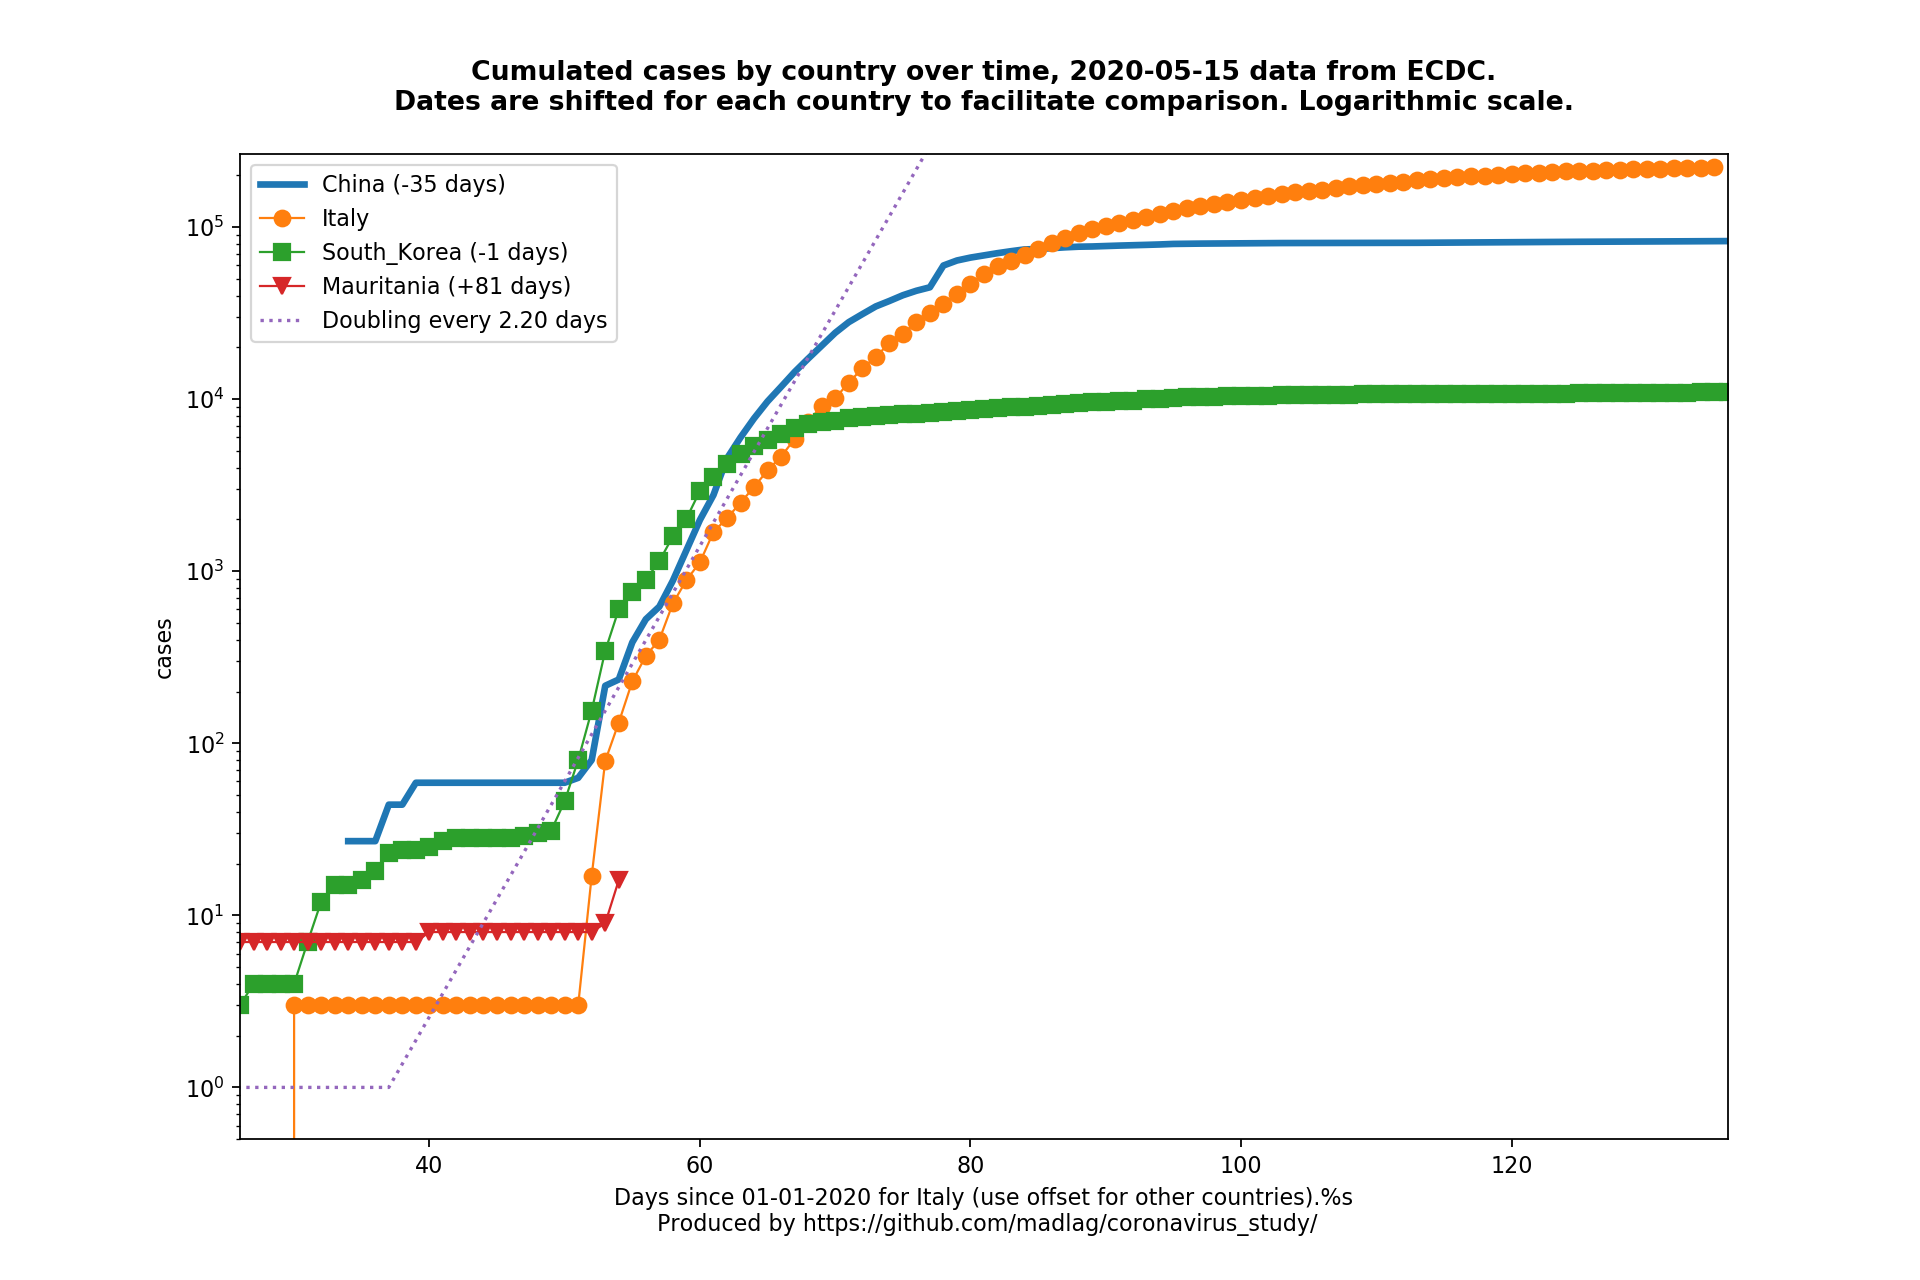 Cumulated cases by country over time, 2020-05-15 data from ECDC.
Dates are shifted for each country to facilitate comparison. Logarithmic scale.
China (-35 days)
Italy
South_Korea (-1 days)
Mauritania (+81 days)
Doubling every 2.20 days
10^5
10^4
10^3
10^2
10^1
10^0
cases
40 60 80 100 120
Days since 01-01-2020 for Italy (use offset for other countries).%s
Produced by https://github.com/madlag/coronavirus_study/